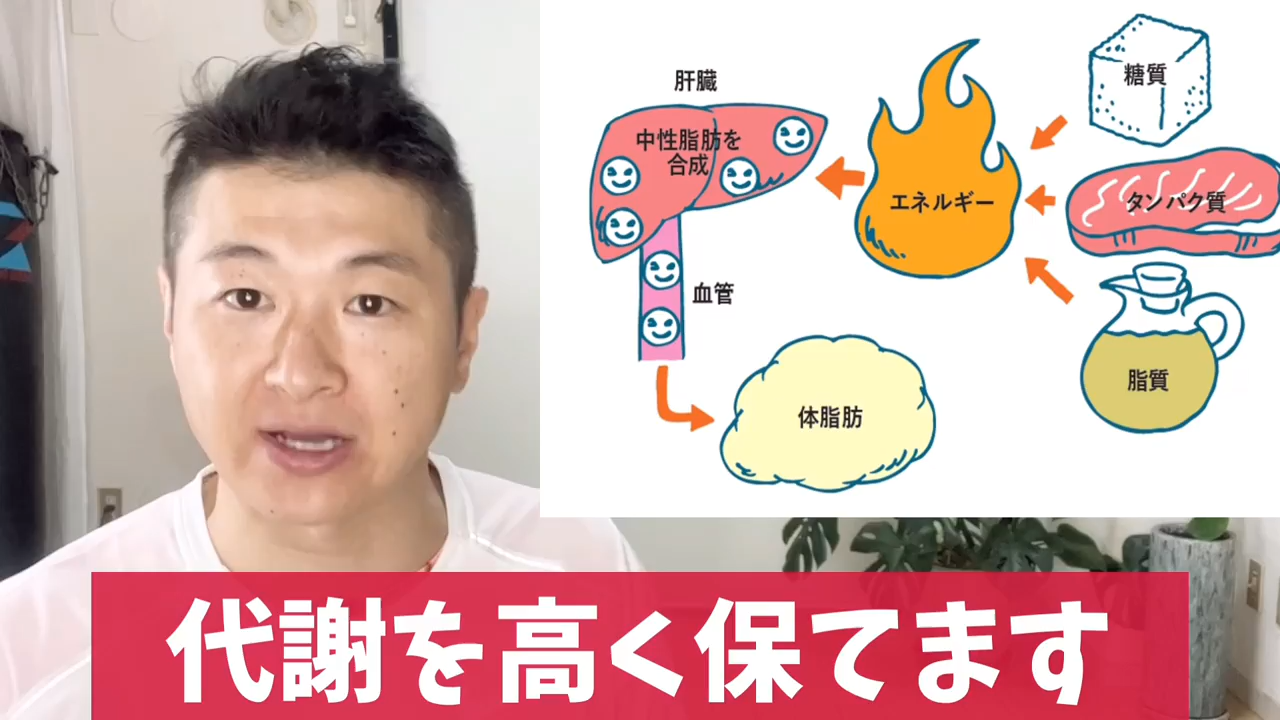 肝臓
中性脂肪を
合成
血管
エネルギー
糖質
タンパク質
脂質
体脂肪
代謝を高く保てます